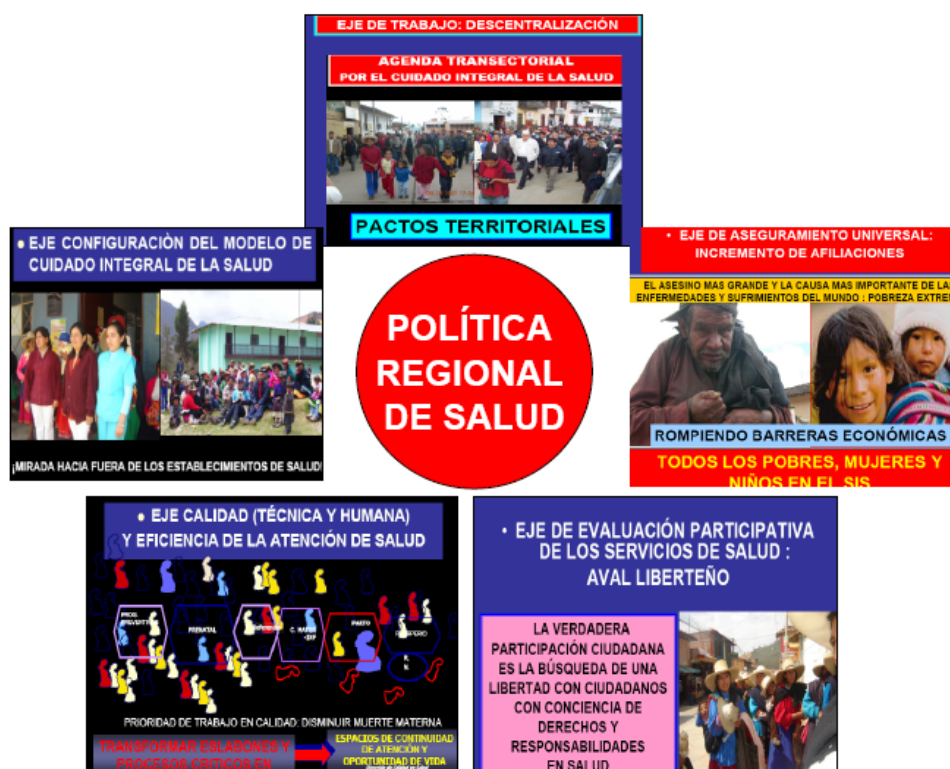 EJE DE TRABAJO: DESCENTRALIZACIÓN
AGENDA TRANSECTORIAL
POR EL CUIDADO INTEGRAL DE LA SALUD
PACTOS TERRITORIALES
• EJE CONFIGURACIÒN DEL MODELO DE
CUIDADO INTEGRAL DE LA SALUD
¡MIRADA HACIA FUERA DE LOS ESTABLECIMIENTOS DE SALUD!
POLÍTICA
REGIONAL
DE SALUD
• EJE DE ASEGURAMIENTO UNIVERSAL:
INCREMENTO DE AFILIACIONES
EL ASESINO MAS GRANDE Y LA CAUSA MAS IMPORTANTE DE LA
ENFERMEDADES Y SUFRIMIENTOS DEL MUNDO : POBREZA EXTRE
ROMPIENDO BARRERAS ECONÓMICAS
TODOS LOS POBRES, MUJERES Y
NIÑOS EN EL SIS
• EJE CALIDAD (TÉCNICA Y HUMANA)
Y EFICIENCIA DE LA ATENCIÓN DE SALUD
PRENATAL
PARTO
PRIORIDAD DE TRABAJO EN CALIDAD: DISMINUIR MUERTE MATERNA
TRANSFORMAR ESLABONES Y
PROCESOS CRITICOS EN
ESPACIOS DE CONTINUIDAD
DE ATENCIÓN Y
OPORTUNIDAD DE VIDA
• EJE DE EVALUACIÓN PARTICIPATIVA
DE LOS SERVICIOS DE SALUD :
AVAL LIBERTEÑO
LA VERDADERA
PARTICIPACIÓN CIUDADANA
ES LA BÚSQUEDA DE UNA
LIBERTAD CON CIUDADANOS
CON CONCIENCIA DE
DERECHOS Y
RESPONSABILIDADES
EN SALUD